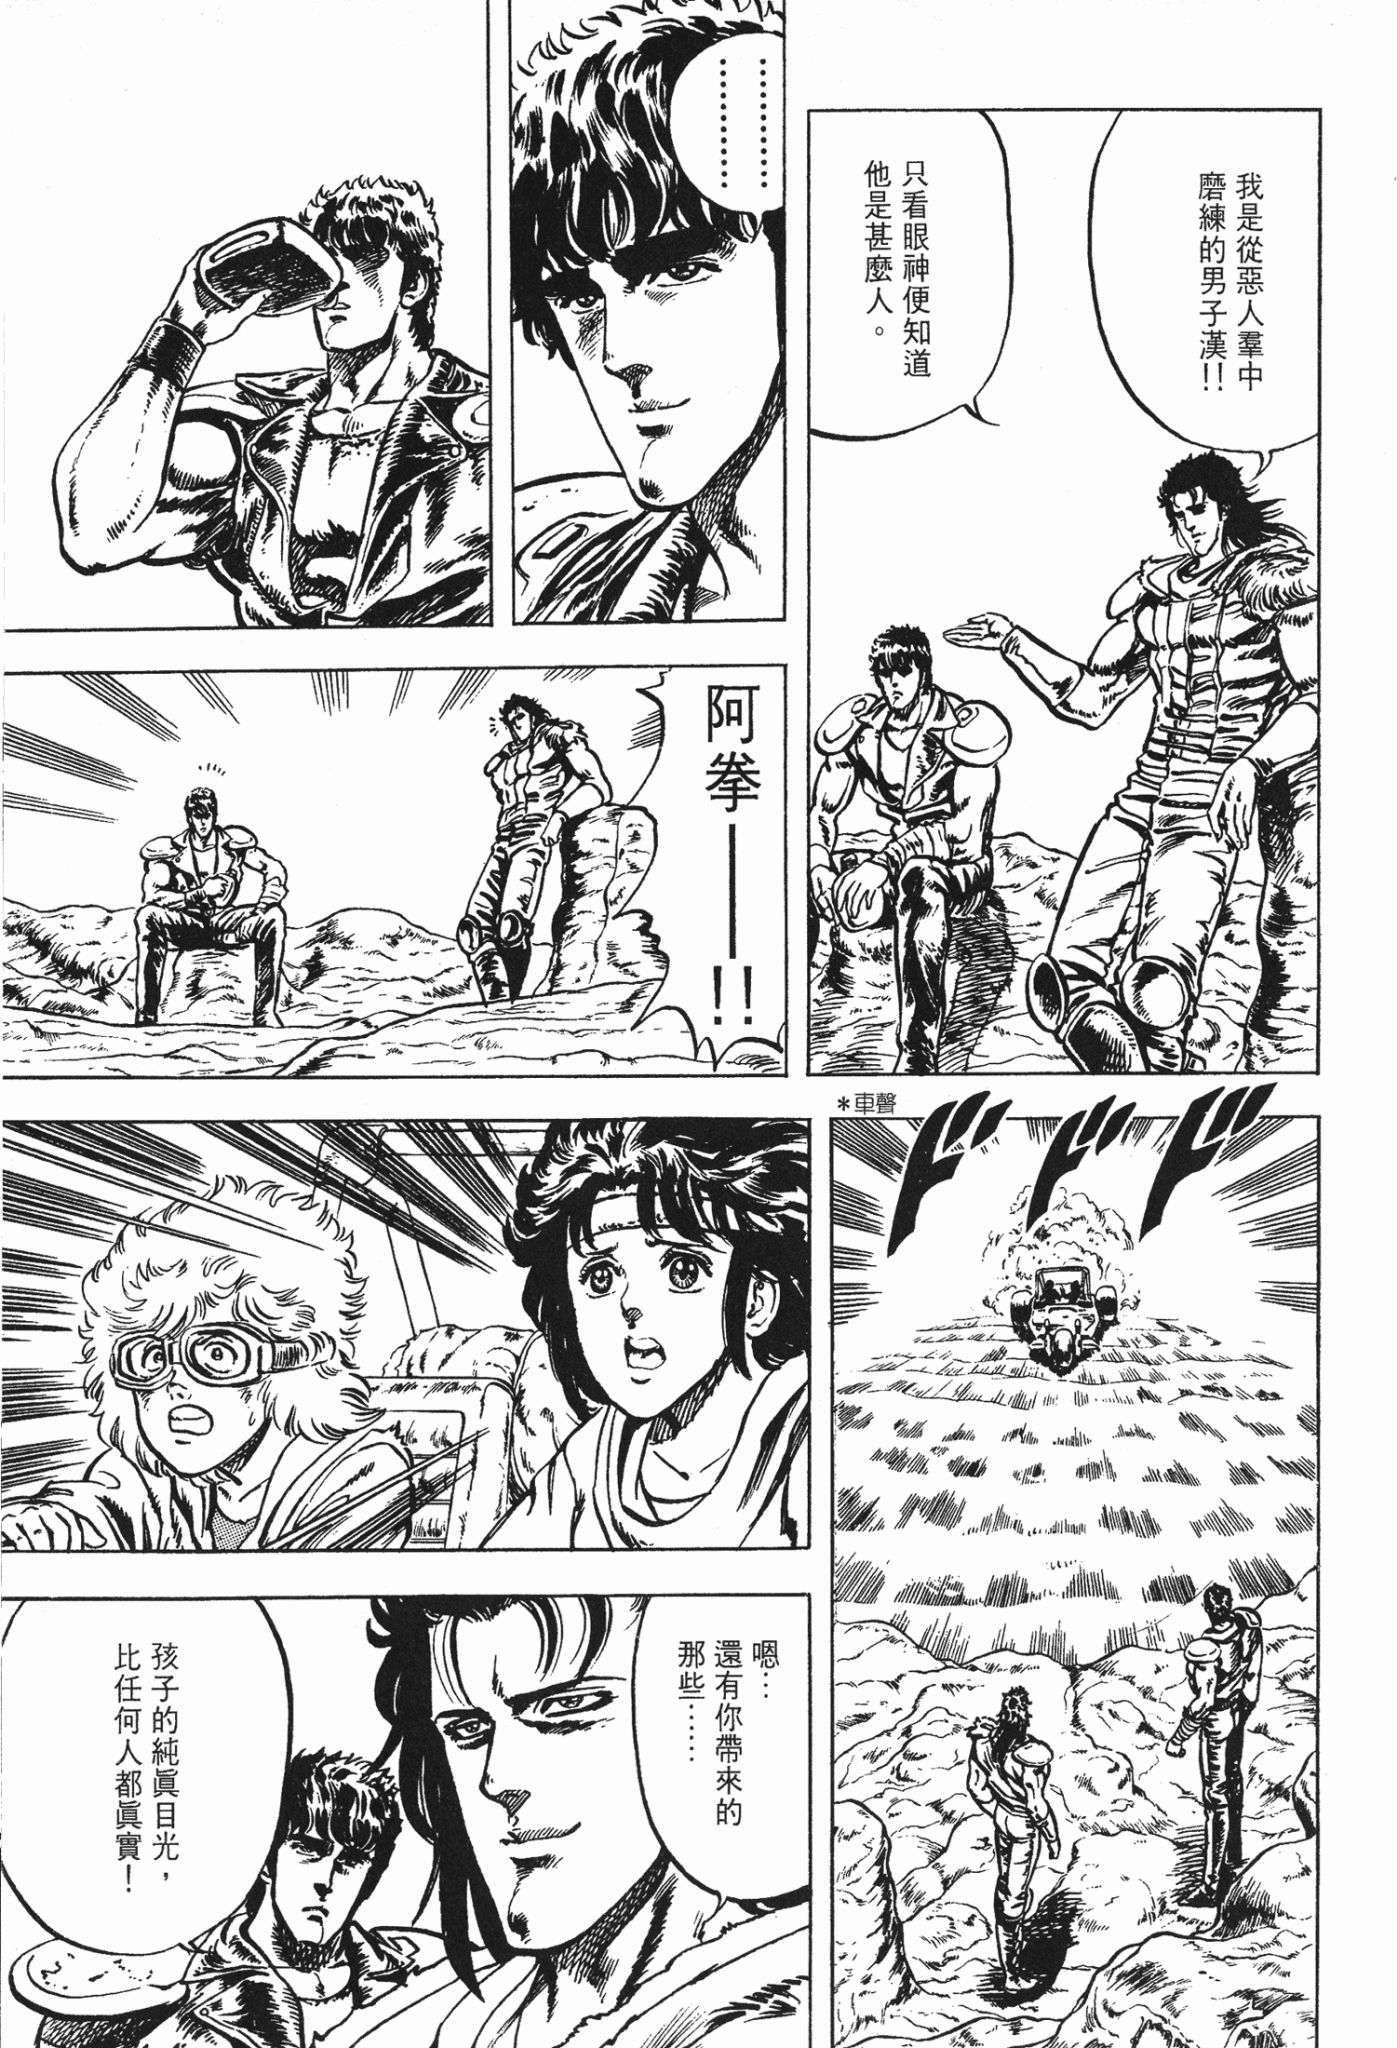 我是從惡人羣中
磨練的男子漢!!
只看眼神便知道
他是甚麼人。
…………
…………
嗯…
還有你帶來的
那些……
孩子的純眞目光，
比任何人都眞實！
阿拳——!!
＊車聲
ドドド